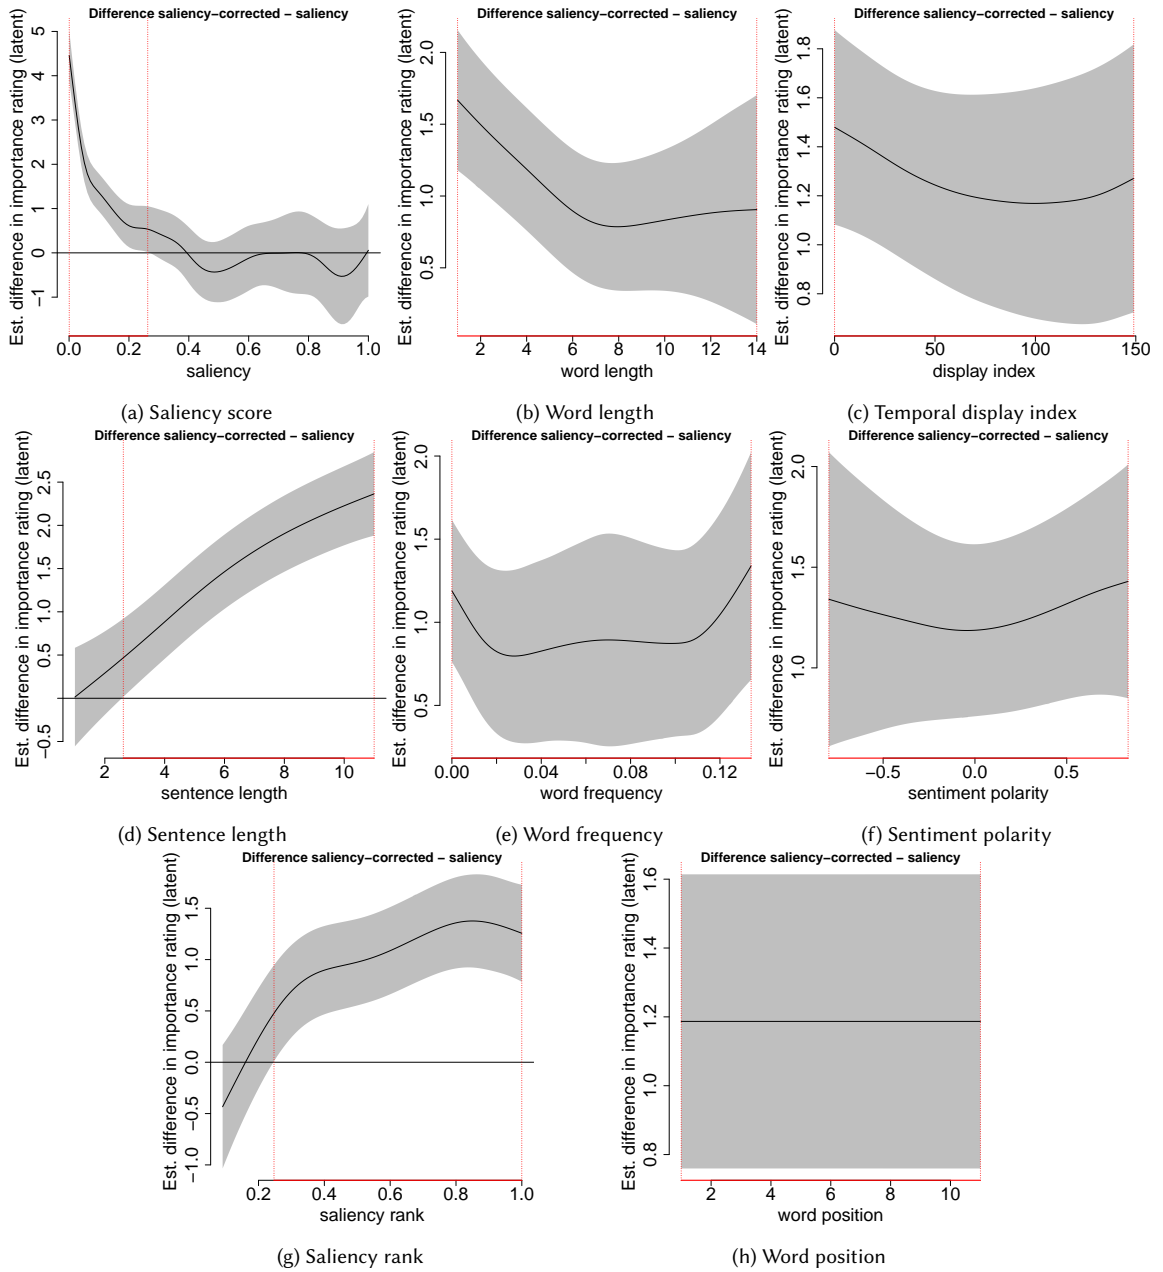 Difference saliency−corrected − saliency
Est. difference in importance rating (latent)
5
4
3
2
1
0
−1
0.0 0.2 0.4 0.6 0.8 1.0
saliency
(a) Saliency score
Difference saliency−corrected − saliency
Est. difference in importance rating (latent)
2.0
1.5
1.0
0.5
2 4 6 8 10 12 14
word length
(b) Word length
Difference saliency−corrected − saliency
Est. difference in importance rating (latent)
1.8
1.6
1.4
1.2
1.0
0.8
0 50 100 150
display index
(c) Temporal display index
Difference saliency−corrected − saliency
Est. difference in importance rating (latent)
2.5
2.0
1.5
1.0
0.5
−0.5
2 4 6 8 10
sentence length
(d) Sentence length
Difference saliency−corrected − saliency
Est. difference in importance rating (latent)
2.0
1.5
1.0
0.5
0.00 0.04 0.08 0.12
word frequency
(e) Word frequency
Difference saliency−corrected − saliency
Est. difference in importance rating (latent)
2.0
1.5
1.0
−0.5 0.0 0.5
sentiment polarity
(f) Sentiment polarity
Difference saliency−corrected − saliency
Est. difference in importance rating (latent)
1.5
1.0
0.5
0.0
−0.5
−1.0
0.2 0.4 0.6 0.8 1.0
saliency rank
(g) Saliency rank
Difference saliency−corrected − saliency
Est. difference in importance rating (latent)
1.6
1.4
1.2
1.0
0.8
2 4 6 8 10
word position
(h) Word position